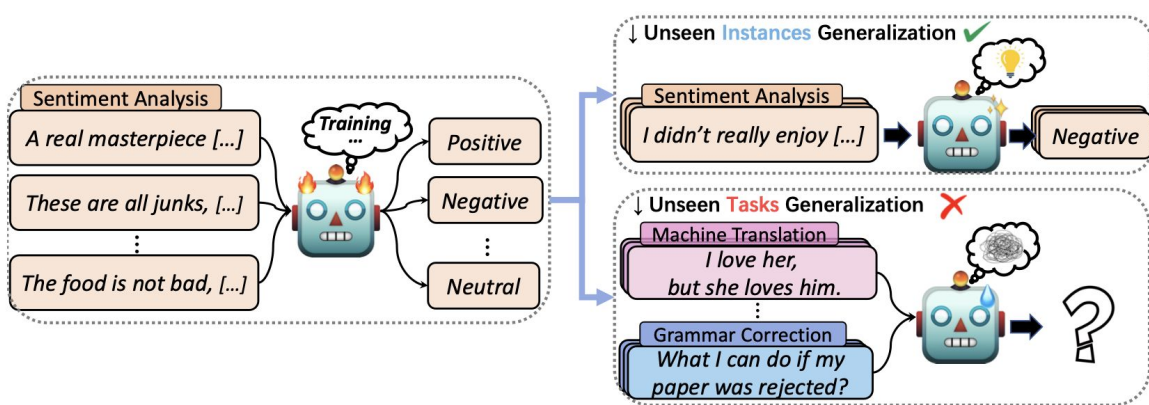 Sentiment Analysis
A real masterpiece [...]
These are all junks, [...]
⋮
The food is not bad, [...]
Training
...
Positive
Negative
⋮
Neutral
↓ Unseen Instances Generalization ✓
Sentiment Analysis
I didn't really enjoy [...]
Negative
↓ Unseen Tasks Generalization ✗
Machine Translation
I love her,
but she loves him.
⋮
Grammar Correction
What I can do if my
paper was rejected?
?